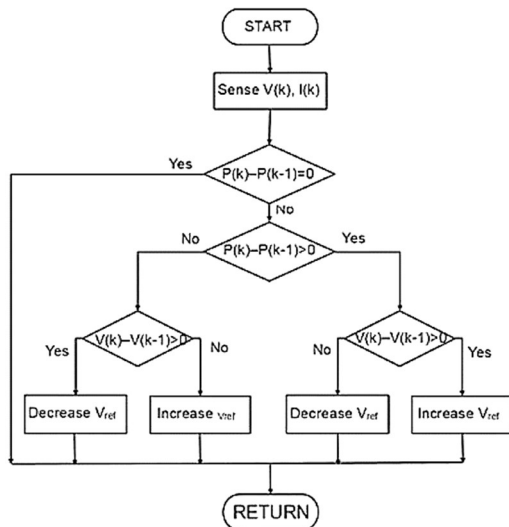 START
Sense V(k), I(k)
Yes
P(k)–P(k-1)=0
No
No
P(k)–P(k-1)>0
Yes
Yes
V(k)–V(k-1)>0
No
No
V(k)–V(k-1)>0
Yes
Decrease Vref
Increase Vref
Decrease Vref
Increase Vref
RETURN